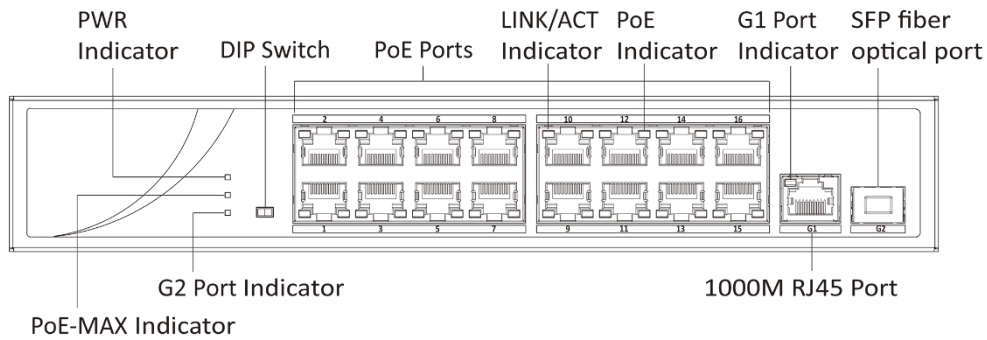 PWR
Indicator
DIP Switch
PoE Ports
LINK/ACT
Indicator
PoE
Indicator
G1 Port
Indicator
SFP fiber
optical port
2 4 6 8 10 12 14 16
1 3 5 7 9 11 13 15 G1 G2
G2 Port Indicator
1000M RJ45 Port
PoE-MAX Indicator